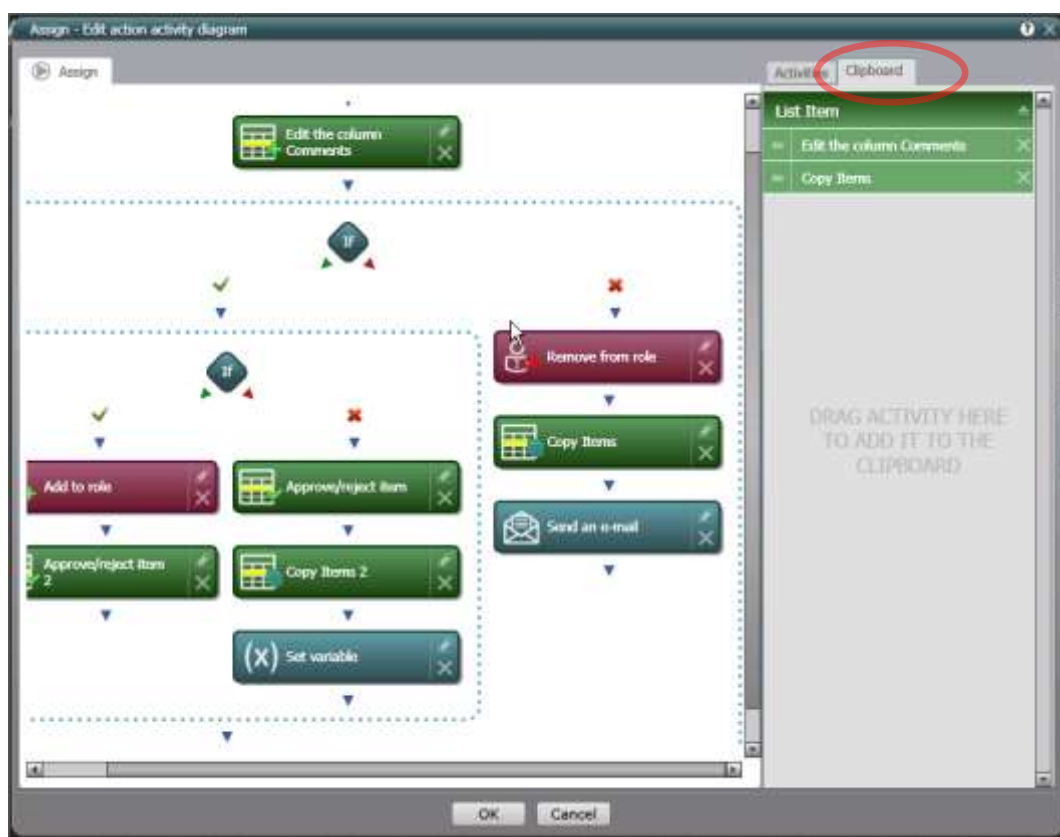 Assign - Edit action activity diagram
Assign
Activities
Clipboard
Edit the column
Comments
If
If
Add to role
Approve/reject item
2
Approve/reject item
Copy Items 2
(x) Set variable
Remove from role
Copy Items
Send an e-mail
List Item
Edit the column Comments
Copy Items
DRAG ACTIVITY HERE
TO ADD IT TO THE
CLIPBOARD
OK
Cancel